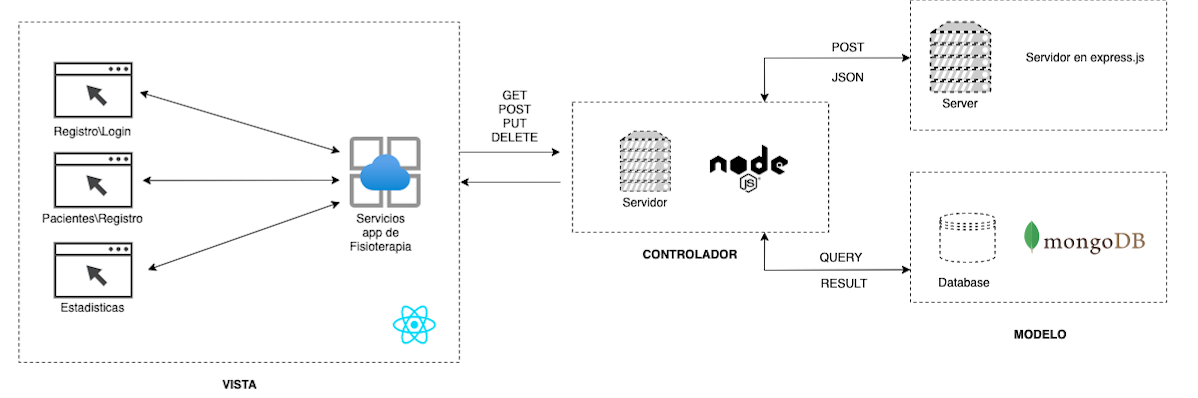 Registro\Login
Pacientes\Registro
Estadisticas
Servicios
app de
Fisioterapia
VISTA
GET
POST
PUT
DELETE
Servidor
node
JS
CONTROLADOR
POST
JSON
Server
Servidor en express.js
QUERY
RESULT
Database
mongoDB
MODELO